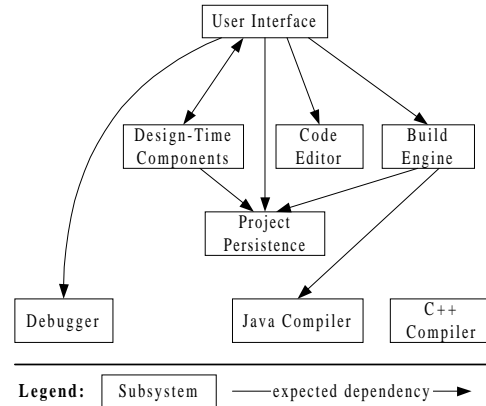 User Interface
Design-Time
Components
Code
Editor
Build
Engine
Project
Persistence
Debugger
Java Compiler
C++
Compiler
Legend: Subsystem expected dependency